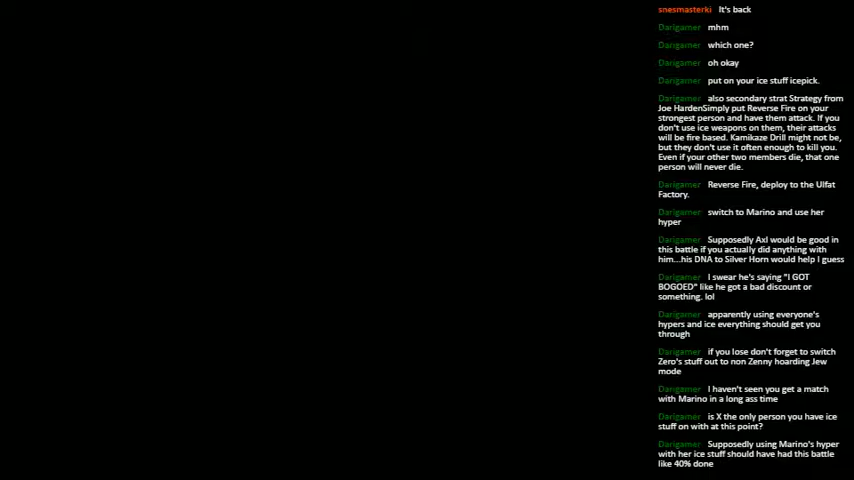 snesmasterki It's back
Darigamer mhm
Darigamer which one?
Darigamer oh okay
Darigamer put on your ice stuff icepick.
Darigamer also secondary strat Strategy from
Joe HardenSimply put Reverse Fire on your
strongest person and have them attack. If you
don't use ice weapons on them, their attacks
will be fire based. Kamikaze Drill might not be,
but they don't use it often enough to kill you.
Even if your other two members die, that one
person will never die.
Darigamer Reverse Fire, deploy to the Ulfat
Factory.
Darigamer switch to Marino and use her
hyper
Darigamer Supposedly Axl would be good in
this battle if you actually did anything with
him...his DNA to Silver Horn would help I guess
Darigamer I swear he's saying "I GOT
BOGOED" like he got a bad discount or
something. lol
Darigamer apparently using everyone's
hypers and ice everything should get you
through
Darigamer if you lose don't forget to switch
Zero's stuff out to non Zenny hoarding Jew
mode
Darigamer I haven't seen you get a match
with Marino in a long ass time
Darigamer is X the only person you have ice
stuff on with at this point?
Darigamer Supposedly using Marino's hyper
with her ice stuff should have had this battle
like 40% done